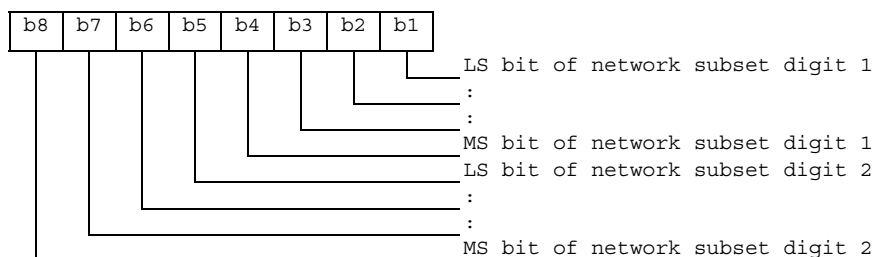 b8 b7 b6 b5 b4 b3 b2 b1
LS bit of network subset digit 1
:
:
MS bit of network subset digit 1
LS bit of network subset digit 2
:
:
MS bit of network subset digit 2